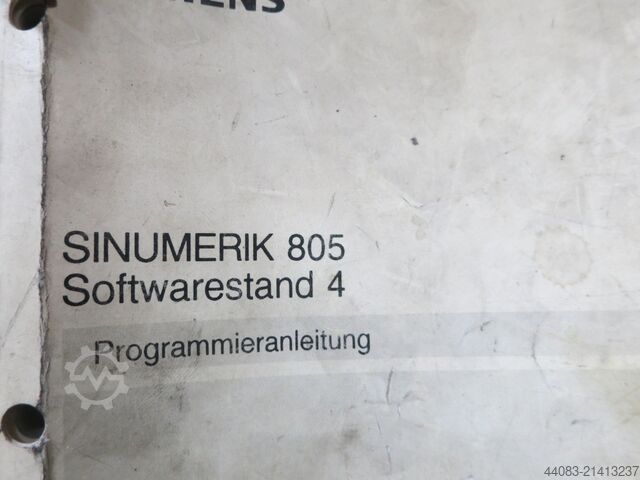 SINUMERIK 805
Softwarestand 4
Programmieranleitung
44083-21413237